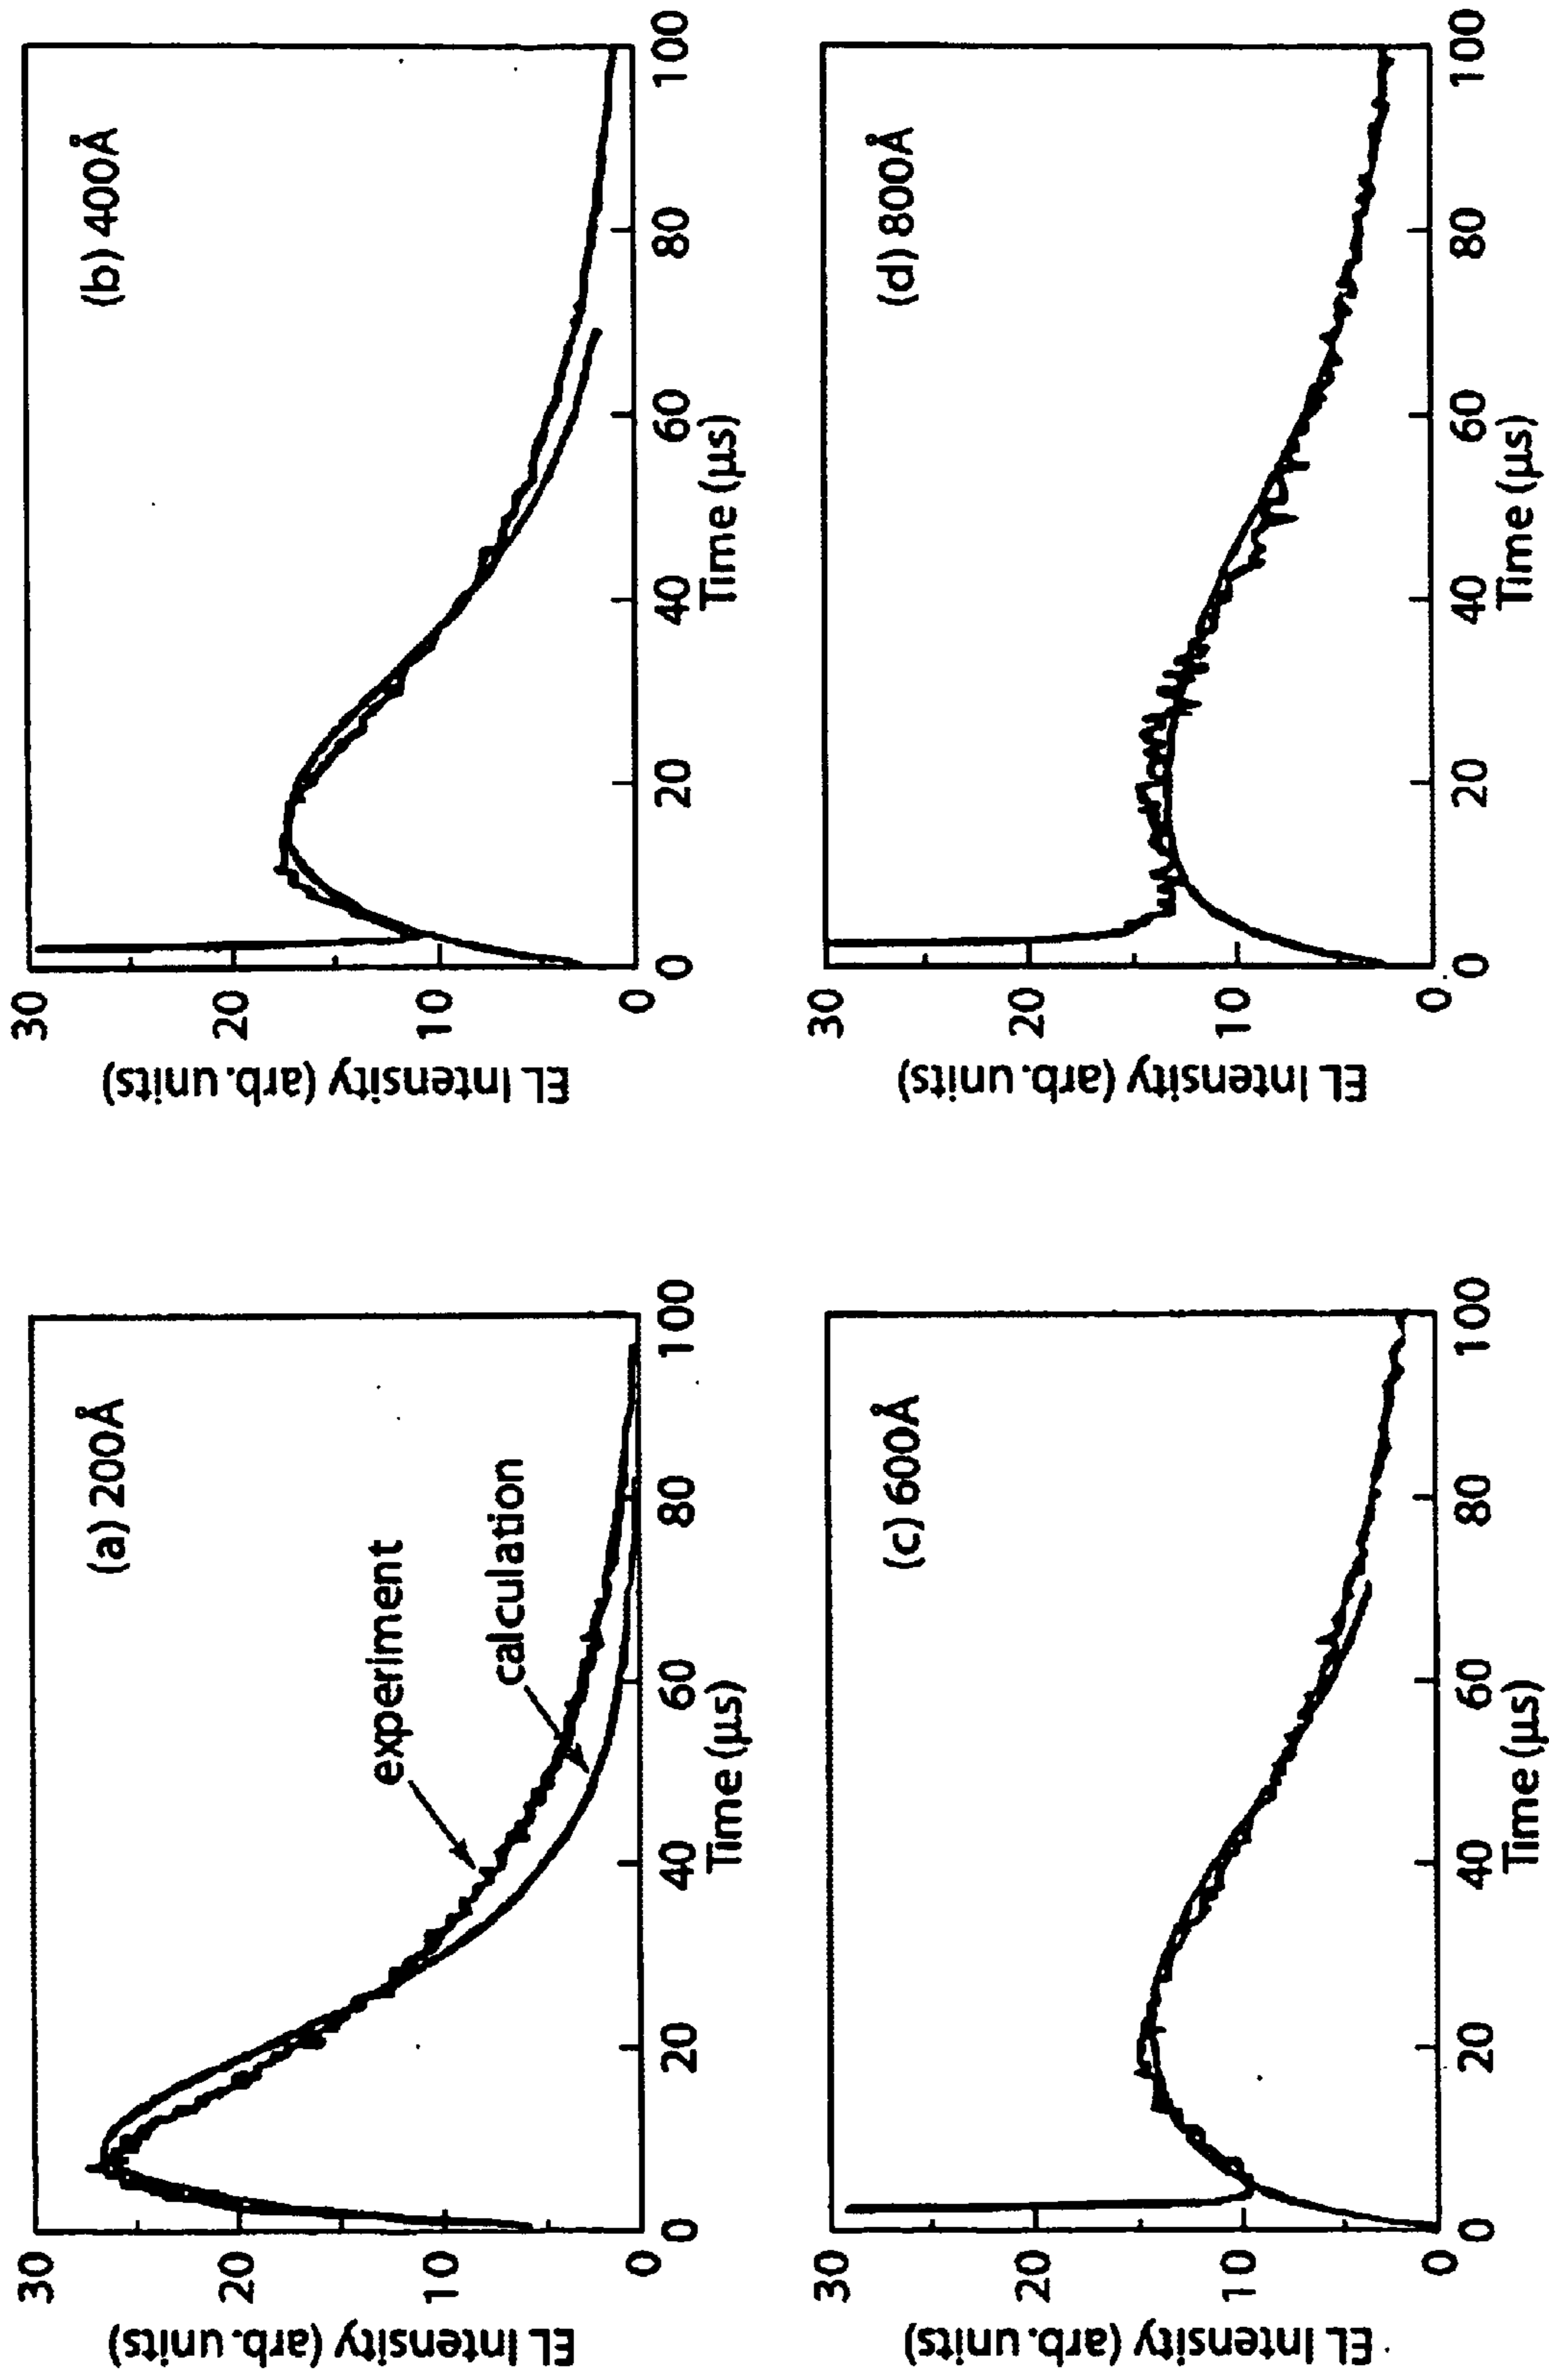 (a) 200Å
EL Intensity (arb. units)
30
20
10
0
experiment
calculation
0 20 40 60 80 100
Time (µs)
(b) 400Å
EL Intensity (arb. units)
30
20
10
0
0 20 40 60 80 100
Time (µs)
(c) 600Å
EL Intensity (arb. units)
30
20
10
0
0 20 40 60 80 100
Time (µs)
(d) 800Å
EL Intensity (arb. units)
30
20
10
0
0 20 40 60 80 100
Time (µs)